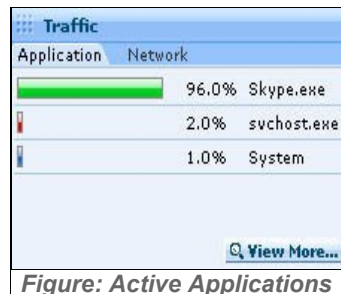 Traffic
Application Network
96.0% Skype.exe
2.0% svchost.exe
1.0% System
View More...
Figure: Active Applications